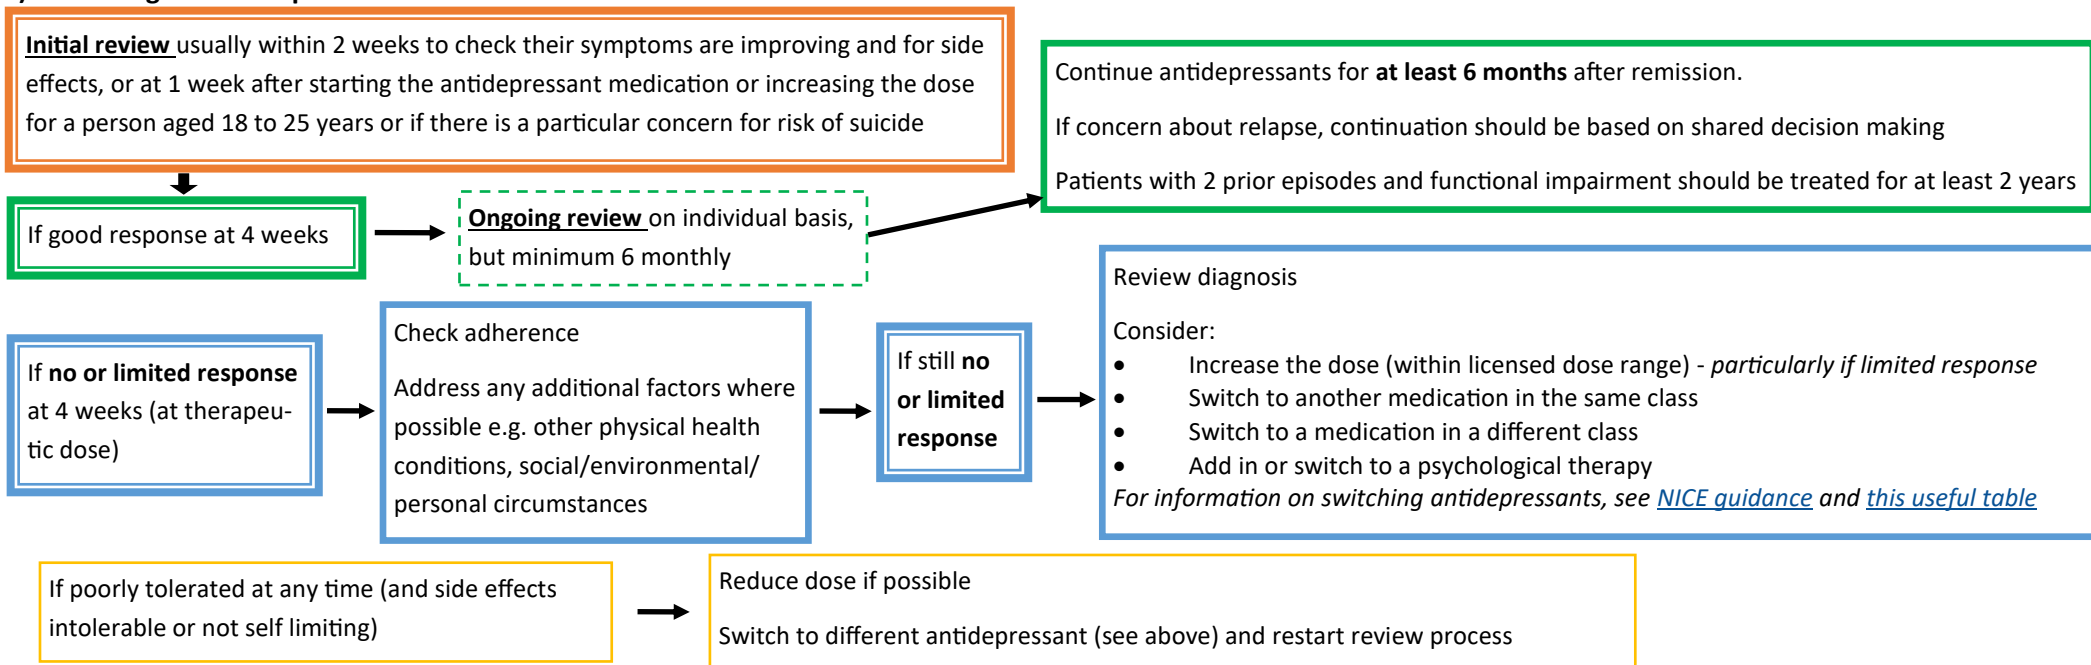 Initial review usually within 2 weeks to check their symptoms are improving and for side
effects, or at 1 week after starting the antidepressant medication or increasing the dose
for a person aged 18 to 25 years or if there is a particular concern for risk of suicide
Continue antidepressants for at least 6 months after remission.
If concern about relapse, continuation should be based on shared decision making
Patients with 2 prior episodes and functional impairment should be treated for at least 2 years
If good response at 4 weeks
Ongoing review on individual basis,
but minimum 6 monthly
If no or limited response
at 4 weeks (at therapeu-
tic dose)
Check adherence
Address any additional factors where
possible e.g. other physical health
conditions, social/environmental/
personal circumstances
If still no
or limited
response
Review diagnosis
Consider:
• Increase the dose (within licensed dose range) - particularly if limited response
• Switch to another medication in the same class
• Switch to a medication in a different class
• Add in or switch to a psychological therapy
For information on switching antidepressants, see NICE guidance and this useful table
If poorly tolerated at any time (and side effects
intolerable or not self limiting)
Reduce dose if possible
Switch to different antidepressant (see above) and restart review process